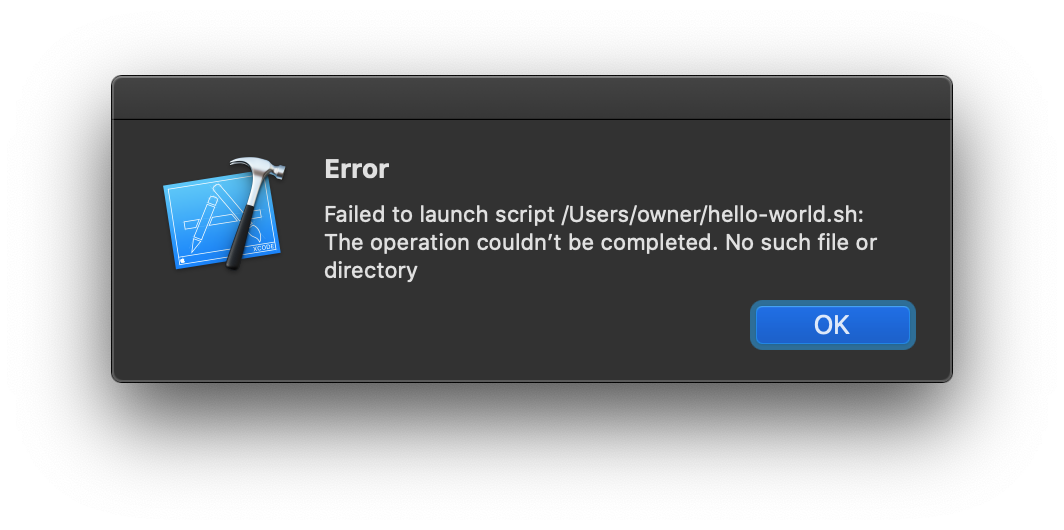 Error
Failed to launch script /Users/owner/hello-world.sh:
The operation couldn’t be completed. No such file or
directory
XCODE
OK